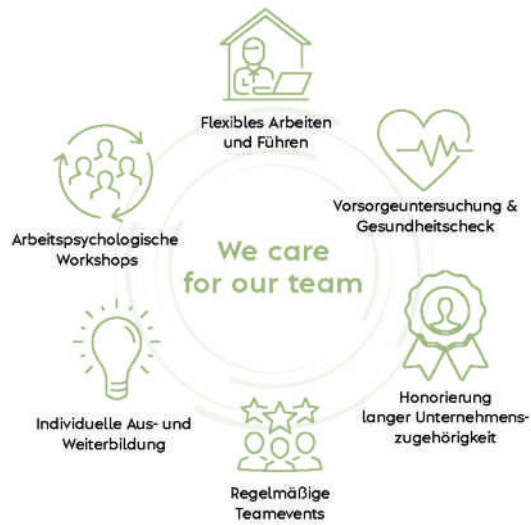 Flexibles Arbeiten
und Führen
Vorsorgeuntersuchung &
Gesundheitscheck
Arbeitspsychologische
Workshops
We care
for our team
Honorierung
langer Unternehmens-
zugehörigkeit
Individuelle Aus- und
Weiterbildung
Regelmäßige
Teamevents